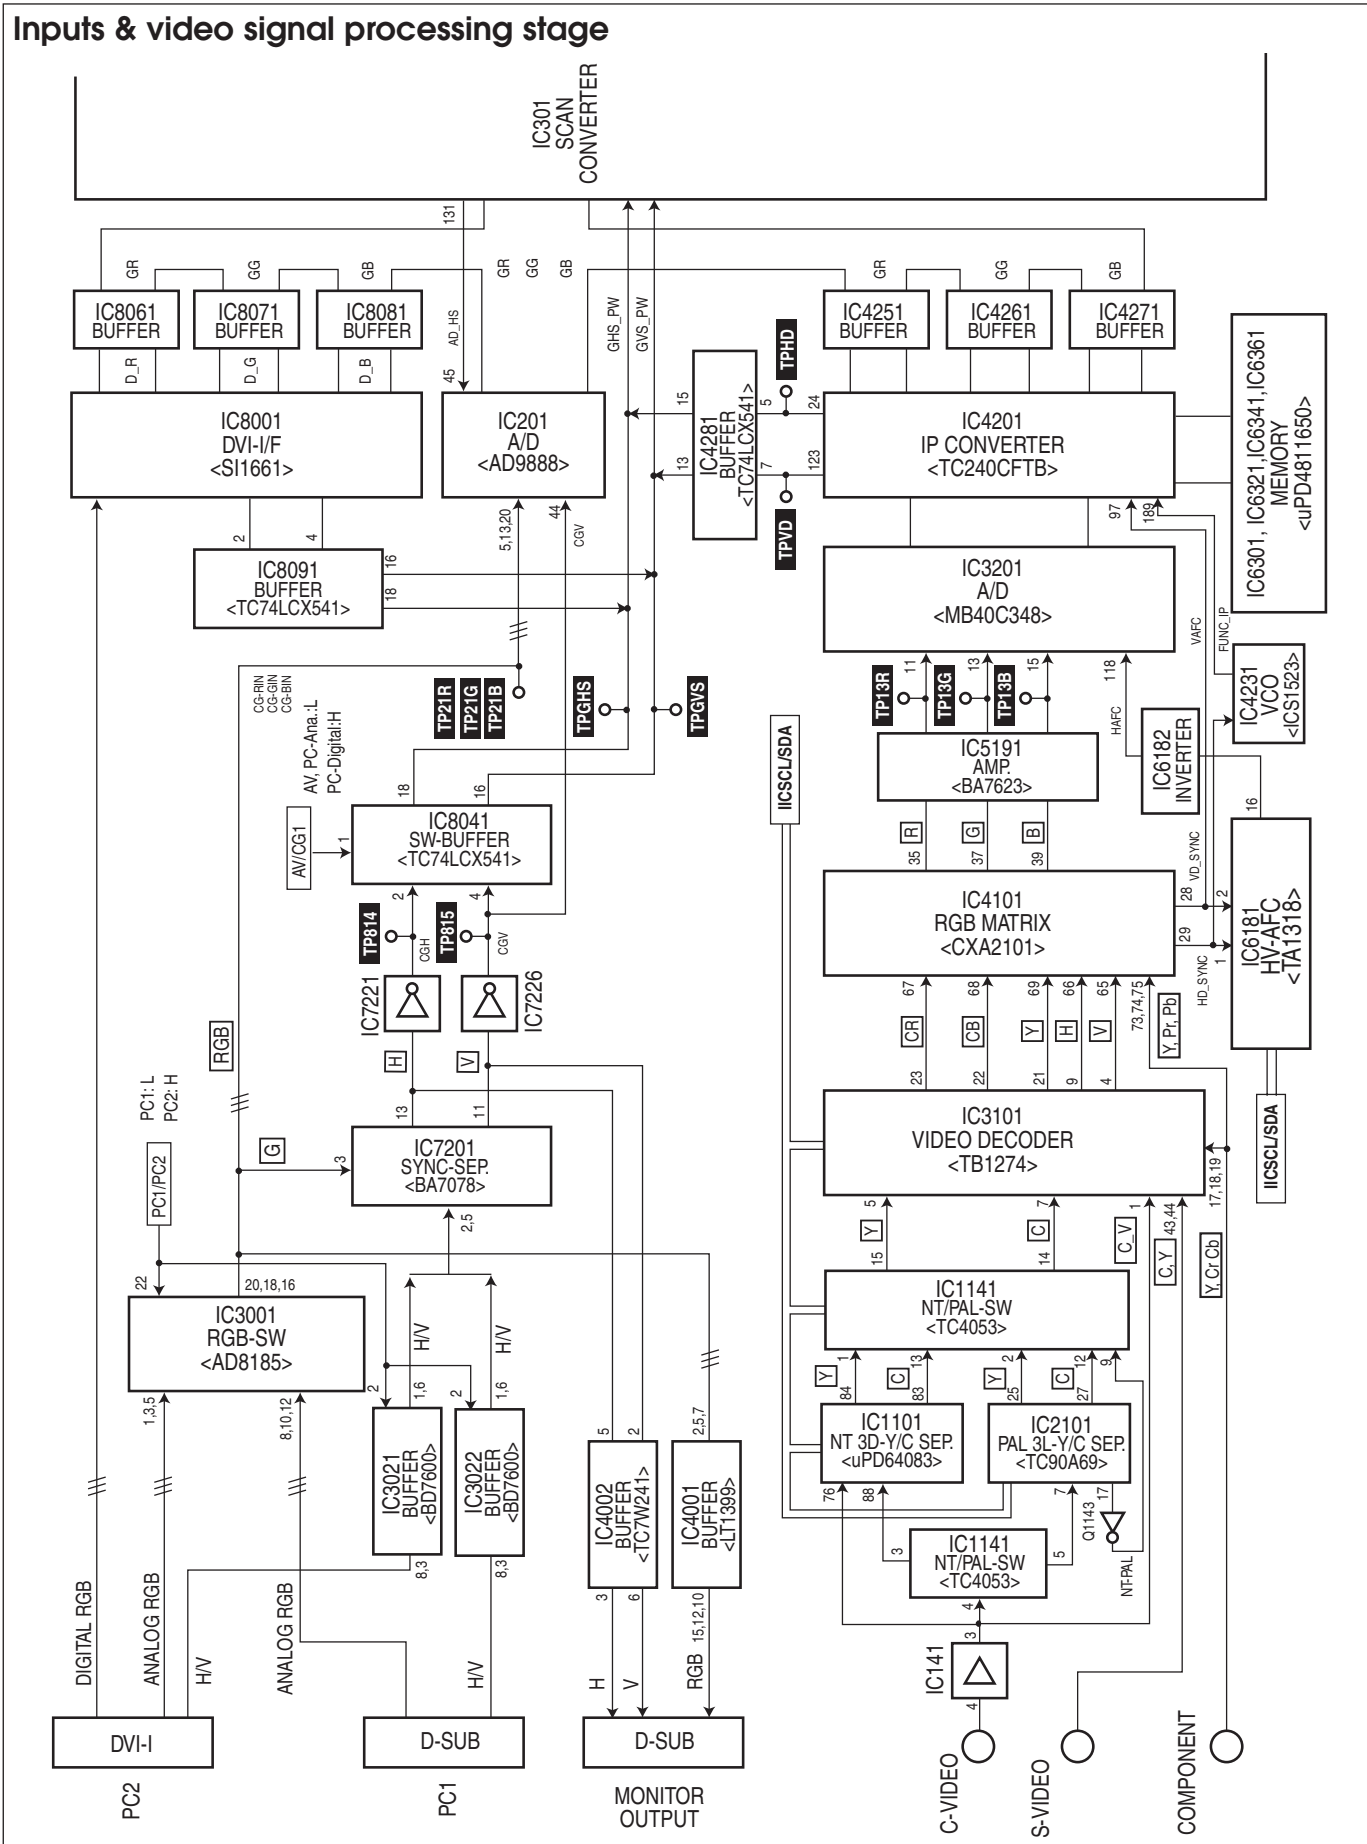 Inputs & video signal processing stage
IC301
SCAN
CONVERTER
131
GR
GG
GB
GR
GG
GB
IC8061
BUFFER
IC8071
BUFFER
IC8081
BUFFER
AD_HS
GHS_PW
GVS_PW
IC4251
BUFFER
GR
IC4261
BUFFER
GG
IC4271
BUFFER
GB
D_R
D_G
D_B
45
15
13
IC4281
BUFFER
<TC74LCX541>
5
7
TPHD
TPVD
24
123
IC8001
DVI-I/F
<SI1661>
IC201
A/D
<AD9888>
IC4201
IP CONVERTER
<TC240CFTB>
IC6301, IC6321,IC6341,IC6361
MEMORY
<uPD4811650>
2
4
5,13,20
44
CGV
97
189
IC8091
BUFFER
<TC74LCX541>
16
18
IC3201
A/D
<MB40C348>
VAFC
FUNC_IP
CG-RIN
CG-GIN
CG-BIN
AV, PC-Ana.:L
PC-Digital:H
TP21R
TP21G
TP21B
TPGHS
TPGVS
TP13R
11
TP13G
13
TP13B
15
118
HAFC
IC4231
VCO
<ICS1523>
IICSCL/SDA
IC5191
AMP.
<BA7623>
IC6182
INVERTER
18
16
16
AV/CG1
1
IC8041
SW-BUFFER
<TC74LCX541>
2
4
R
G
B
35
37
39
VD_SYNC
28
2
TP814
CGH
TP815
CGV
IC4101
RGB MATRIX
<CXA2101>
29
1
HD_SYNC
IC6181
HV-AFC
<TA1318>
IC7221
IC7226
67
68
69
66
65
73,74,75
RGB
H
V
CR
CB
Y
H
V
Y, Pr, Pb
PC1: L
PC2: H
PC1/PC2
13
11
23
22
21
9
4
IICSCL/SDA
G
3
IC7201
SYNC-SEP.
<BA7078>
IC3101
VIDEO DECODER
<TB1274>
2,5
5
7
1
43,44
17,18,19
Y
C
C_V
C, Y
Y, Cr Cb
22
20,18,16
15
14
IC3001
RGB-SW
<AD8185>
H/V
H/V
IC1141
NT/PAL-SW
<TC4053>
1,3,5
8,10,12
2
1,6
2
1,6
1
13
2
12
9
Y
C
Y
C
84
83
25
27
IC3021
BUFFER
<BD7600>
IC3022
BUFFER
<BD7600>
5
2
2,5,7
IC4002
BUFFER
<TC7W241>
IC4001
BUFFER
<LT1399>
IC1101
NT 3D-Y/C SEP.
<uPD64083>
IC2101
PAL 3L-Y/C SEP.
<TC90A69>
76
88
7
17
Q1143
8,3
8,3
3
6
15,12,10
3
5
IC1141
NT/PAL-SW
<TC4053>
NT-PAL
4
DIGITAL RGB
ANALOG RGB
H/V
ANALOG RGB
H/V
H
V
RGB
3
IC141
4
DVI-I
D-SUB
D-SUB
PC2
PC1
MONITOR
OUTPUT
C-VIDEO
S-VIDEO
COMPONENT